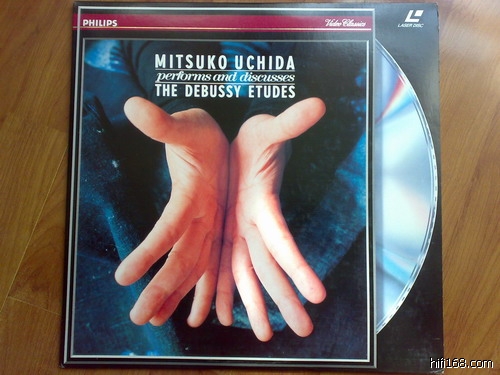 PHILIPS
Video Classics
LASER DISC
MITSUKO UCHIDA
performs and discusses
THE DEBUSSY ETUDES
hifi168.com